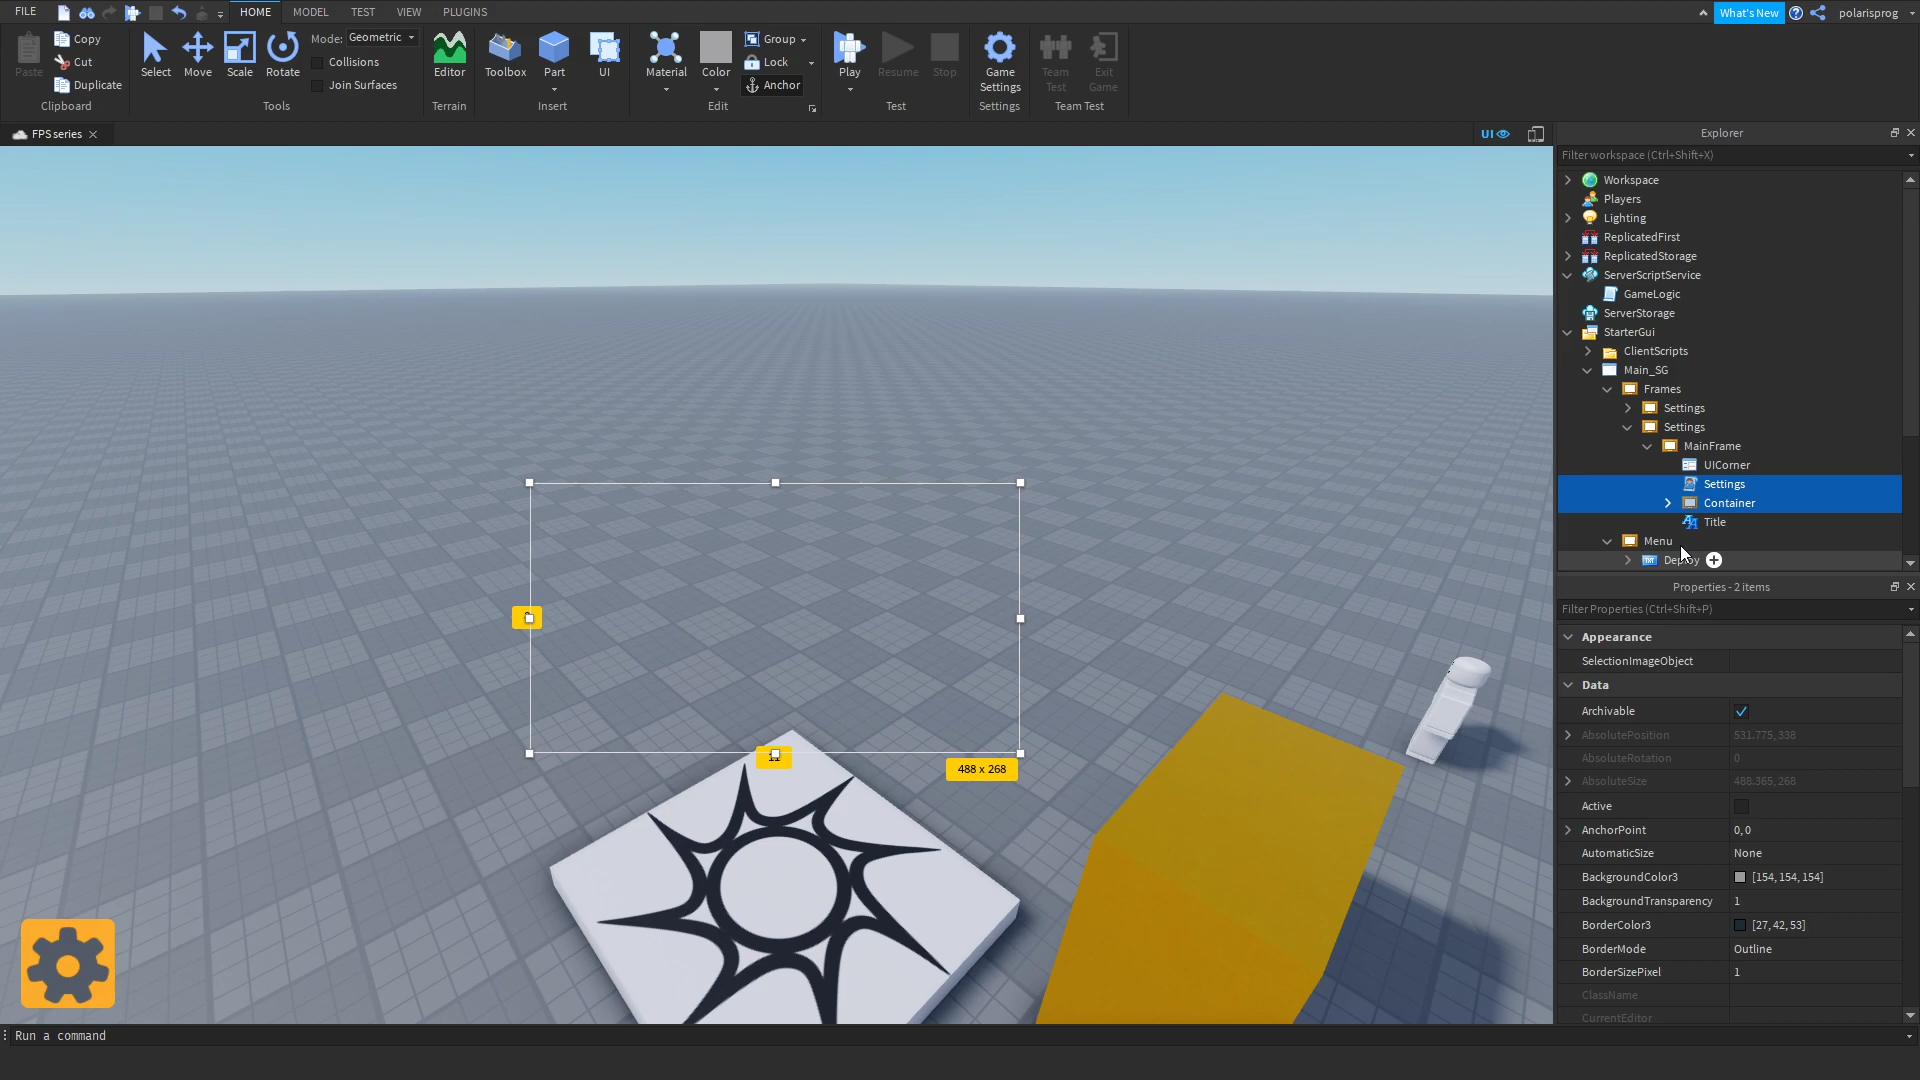 FILE
HOME
MODEL
TEST
VIEW
PLUGINS
What's New
polarisprog
Paste
Copy
Cut
Duplicate
Clipboard
Select
Move
Scale
Rotate
Mode: Geometric
Collisions
Join Surfaces
Tools
Editor
Terrain
Toolbox
Part
UI
Insert
Material
Color
Group
Lock
Anchor
Edit
Play
Resume
Stop
Test
Game
Settings
Settings
Team
Test
Exit
Game
Team Test
FPS series
UI
Explorer
Filter workspace (Ctrl+Shift+X)
Workspace
Players
Lighting
ReplicatedFirst
ReplicatedStorage
ServerScriptService
GameLogic
ServerStorage
StarterGui
ClientScripts
Main_SG
Frames
Settings
Settings
MainFrame
UICorner
Settings
Container
Title
Menu
488 x 268
Properties - 2 items
Filter Properties (Ctrl+Shift+P)
Appearance
SelectionImageObject
Data
Archivable
AbsolutePosition 531.775, 338
AbsoluteRotation 0
AbsoluteSize 488.365, 268
Active
AnchorPoint 0, 0
AutomaticSize None
BackgroundColor3 [154, 154, 154]
BackgroundTransparency 1
BorderColor3 [27, 42, 53]
BorderMode Outline
BorderSizePixel 1
ClassName
CurrentEditor
Run a command